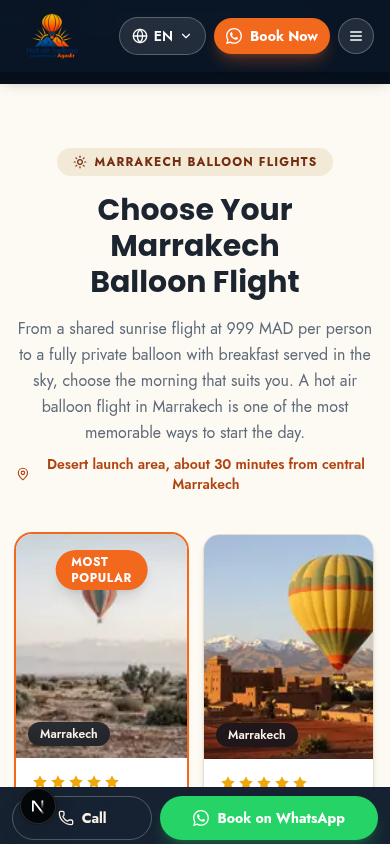 Agadir
EN
Book Now
MARRAKECH BALLOON FLIGHTS
Choose Your
Marrakech
Balloon Flight
From a shared sunrise flight at 999 MAD per person
to a fully private balloon with breakfast served in the
sky, choose the morning that suits you. A hot air
balloon flight in Marrakech is one of the most
memorable ways to start the day.
Desert launch area, about 30 minutes from central
Marrakech
MOST
POPULAR
Marrakech
Marrakech
N
Call
Book on WhatsApp